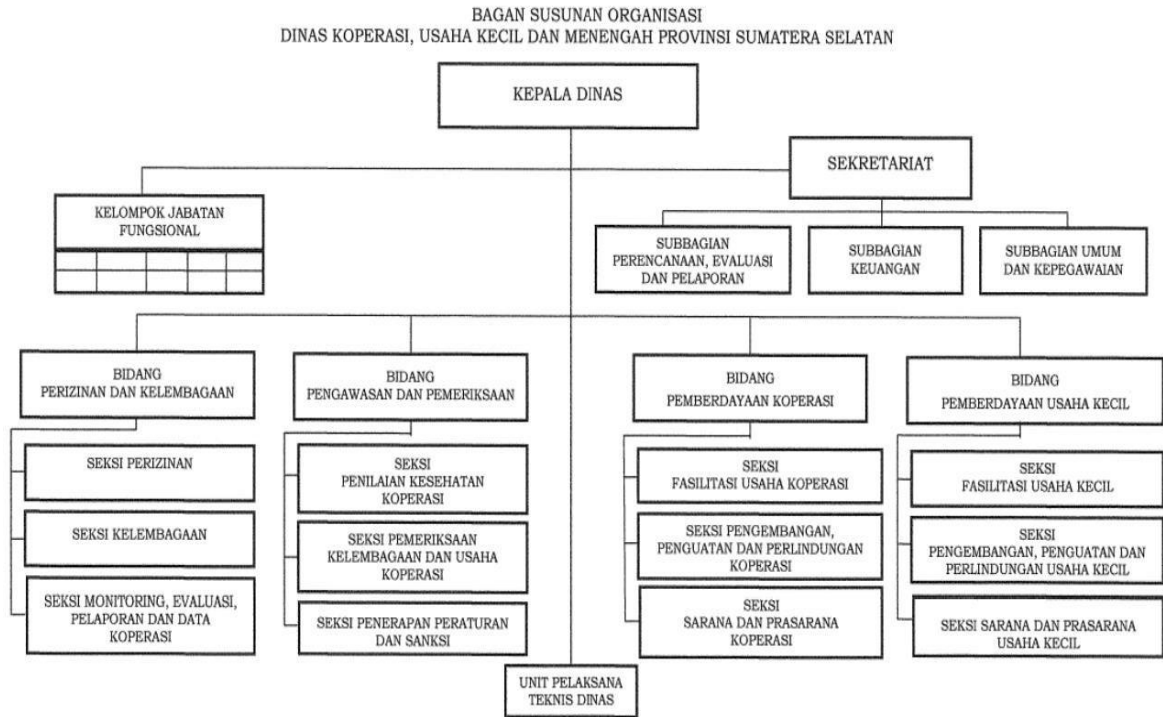 BAGAN SUSUNAN ORGANISASI
DINAS KOPERASI, USAHA KECIL DAN MENENGAH PROVINSI SUMATERA SELATAN
KEPALA DINAS
SEKRETARIAT
KELOMPOK JABATAN
FUNGSIONAL
SUBBAGIAN
PERENCANAAN, EVALUASI
DAN PELAPORAN
SUBBAGIAN
KEUANGAN
SUBBAGIAN UMUM
DAN KEPEGAWAIAN
BIDANG
PERIZINAN DAN KELEMBAGAAN
SEKSI PERIZINAN
SEKSI KELEMBAGAAN
SEKSI MONITORING, EVALUASI,
PELAPORAN DAN DATA
KOPERASI
BIDANG
PENGAWASAN DAN PEMERIKSAAN
SEKSI
PENILAIAN KESEHATAN
KOPERASI
SEKSI PEMERIKSAAN
KELEMBAGAAN DAN USAHA
KOPERASI
SEKSI PENERAPAN PERATURAN
DAN SANKSI
BIDANG
PEMBERDAYAAN KOPERASI
SEKSI
FASILITASI USAHA KOPERASI
SEKSI PENGEMBANGAN,
PENGUATAN DAN PERLINDUNGAN
KOPERASI
SEKSI
SARANA DAN PRASARANA
KOPERASI
BIDANG
PEMBERDAYAAN USAHA KECIL
SEKSI
FASILITASI USAHA KECIL
SEKSI
PENGEMBANGAN, PENGUATAN DAN
PERLINDUNGAN USAHA KECIL
SEKSI SARANA DAN PRASARANA
USAHA KECIL
UNIT PELAKSANA
TEKNIS DINAS